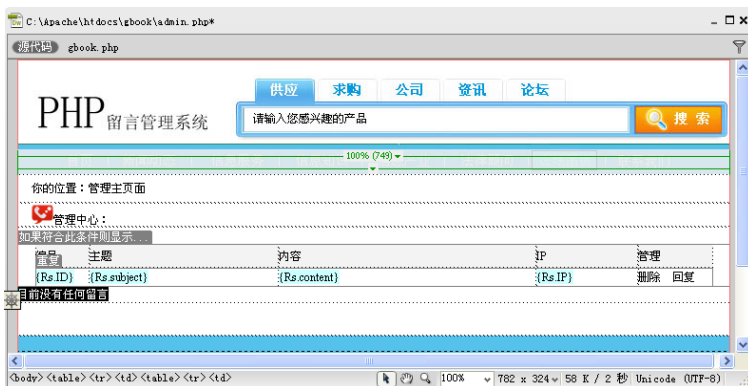 C:\Apache\htdocs\gbook\admin.php*
源代码 gbook.php
供应 求购 公司 资讯 论坛
PHP留言管理系统
请输入您感兴趣的产品
搜 索
100% (749)
你的位置：管理主页面
管理中心：
如果符合此条件则显示...
重复 主题 内容 IP 管理
{Rs.ID} {Rs.subject} {Rs.content} {Rs.IP} 删除 回复
目前没有任何留言
<body> <table> <tr> <td> <table> <tr> <td> 100% 782 x 324 58 K / 2 秒 Unicode (UTF-8)